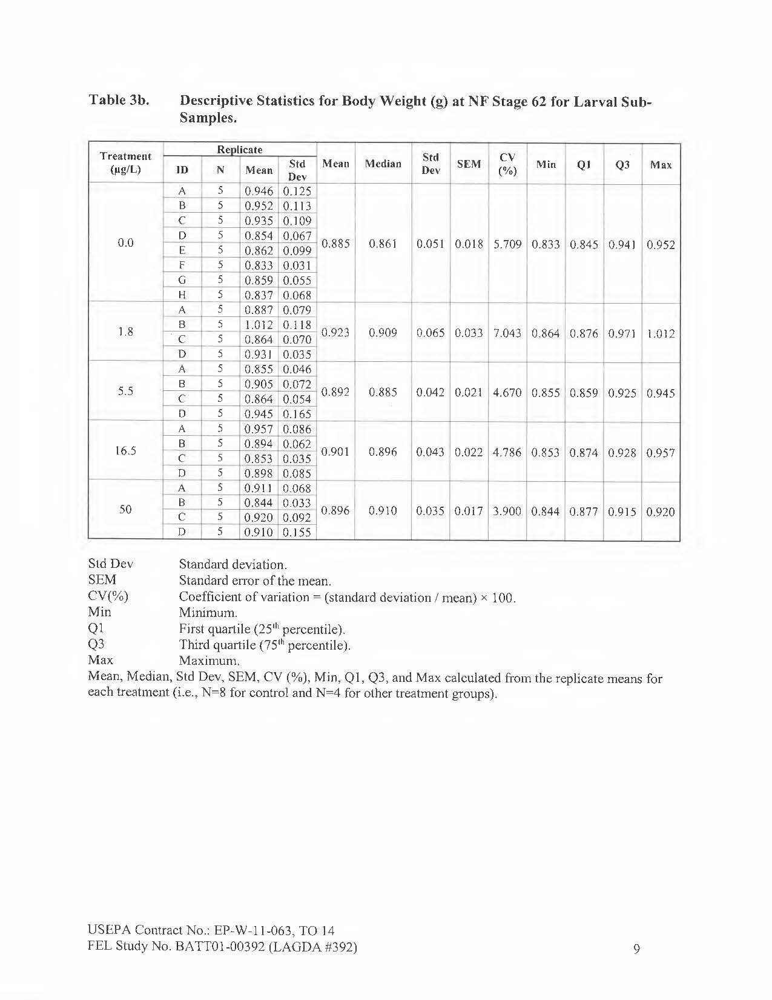 Table 3b. Descriptive Statistics for Body Weight (g) at NF Stage 62 for Larval Sub-
Samples.
Treatment (µg/L) Replicate Mean Median Std Dev SEM CV (%) Min Q1 Q3 Max
ID N Mean Std Dev
0.0 A 5 0.946 0.125 0.885 0.861 0.051 0.018 5.709 0.833 0.845 0.941 0.952
B 5 0.952 0.113
C 5 0.935 0.109
D 5 0.854 0.067
E 5 0.862 0.099
F 5 0.833 0.031
G 5 0.859 0.055
H 5 0.837 0.068
1.8 A 5 0.887 0.079 0.923 0.909 0.065 0.033 7.043 0.864 0.876 0.971 1.012
B 5 1.012 0.118
C 5 0.864 0.070
D 5 0.931 0.035
5.5 A 5 0.855 0.046 0.892 0.885 0.042 0.021 4.670 0.855 0.859 0.925 0.945
B 5 0.905 0.072
C 5 0.864 0.054
D 5 0.945 0.165
16.5 A 5 0.957 0.086 0.901 0.896 0.043 0.022 4.786 0.853 0.874 0.928 0.957
B 5 0.894 0.062
C 5 0.853 0.035
D 5 0.898 0.085
50 A 5 0.911 0.068 0.896 0.910 0.035 0.017 3.900 0.844 0.877 0.915 0.920
B 5 0.844 0.033
C 5 0.920 0.092
D 5 0.910 0.155
Std Dev Standard deviation.
SEM Standard error of the mean.
CV(%) Coefficient of variation = (standard deviation / mean) × 100.
Min Minimum.
Q1 First quartile (25th percentile).
Q3 Third quartile (75th percentile).
Max Maximum.
Mean, Median, Std Dev, SEM, CV (%), Min, Q1, Q3, and Max calculated from the replicate means for
each treatment (i.e., N=8 for control and N=4 for other treatment groups).
USEPA Contract No.: EP-W-11-063, TO 14
FEL Study No. BATT01-00392 (LAGDA #392) 9